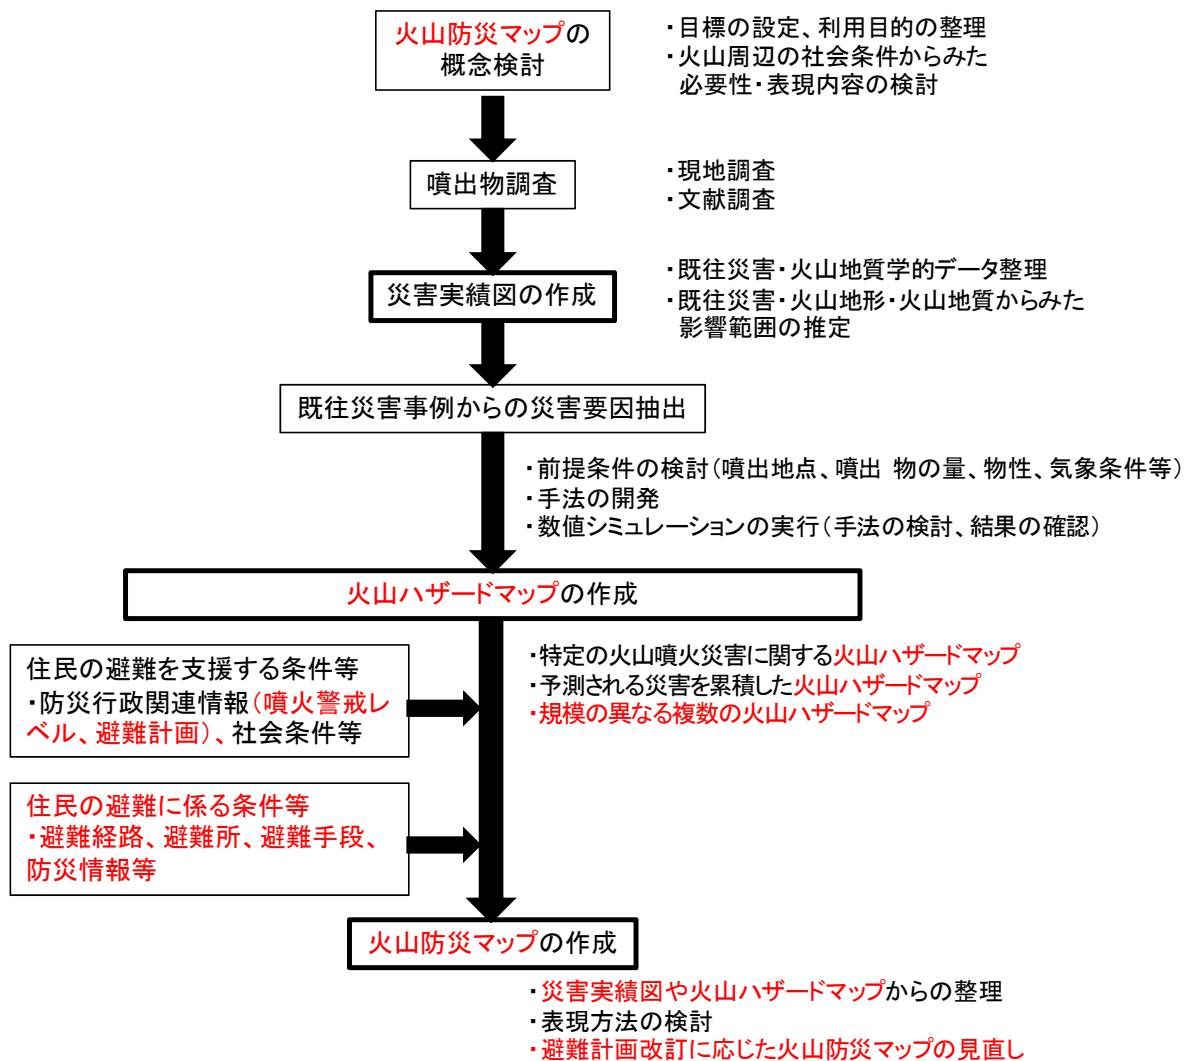 火山防災マップの
概念検討
・目標の設定、利用目的の整理
・火山周辺の社会条件からみた
必要性・表現内容の検討
噴出物調査
・現地調査
・文献調査
災害実績図の作成
・既往災害・火山地質学的データ整理
・既往災害・火山地形・火山地質からみた
影響範囲の推定
既往災害事例からの災害要因抽出
・前提条件の検討(噴出地点、噴出 物の量、物性、気象条件等)
・手法の開発
・数値シミュレーションの実行(手法の検討、結果の確認)
火山ハザードマップの作成
住民の避難を支援する条件等
・防災行政関連情報(噴火警戒レ
ベル、避難計画)、社会条件等
・特定の火山噴火災害に関する火山ハザードマップ
・予測される災害を累積した火山ハザードマップ
・規模の異なる複数の火山ハザードマップ
住民の避難に係る条件等
・避難経路、避難所、避難手段、
防災情報等
火山防災マップの作成
・災害実績図や火山ハザードマップからの整理
・表現方法の検討
・避難計画改訂に応じた火山防災マップの見直し